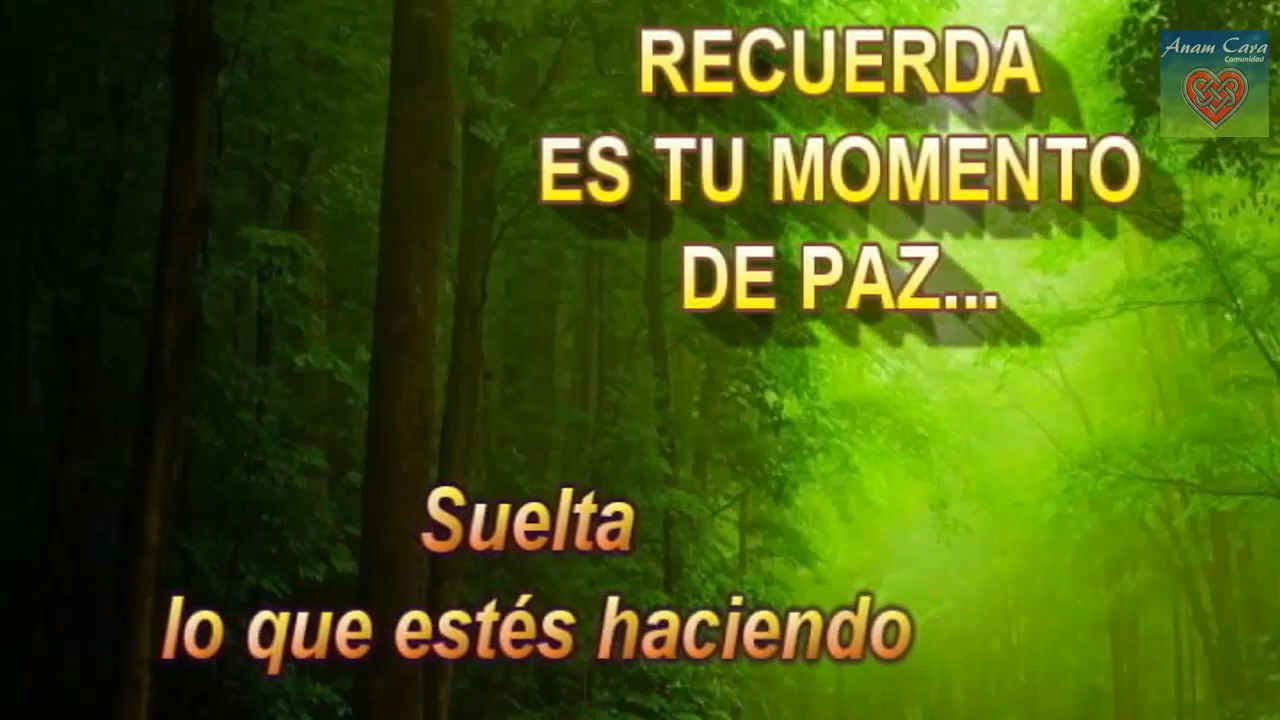 RECUERDA
ES TU MOMENTO
DE PAZ...
Anam Cara
Comunidad
Suelta
lo que estés haciendo